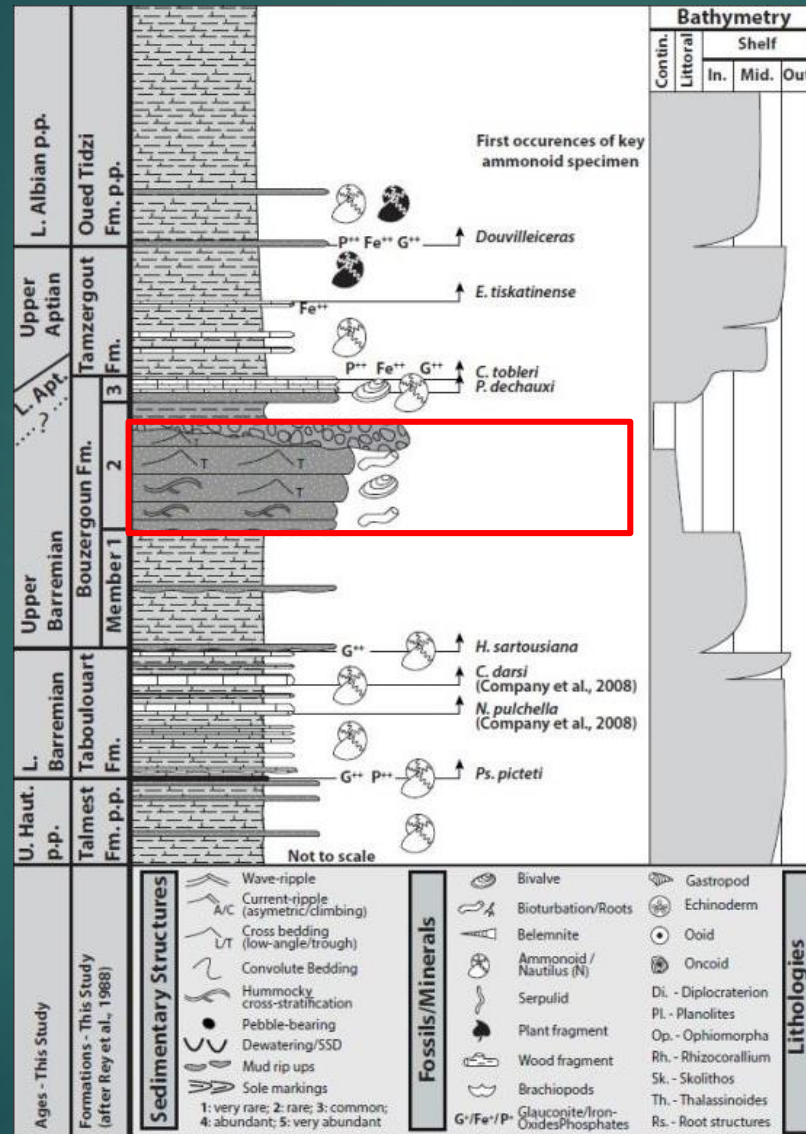 Bathymetry
Contin.
Littoral
Shelf
In.
Mid.
Out
First occurences of key
ammonoid specimen
L. Albian p.p.
Oued Tidzi
Fm. p.p.
P⁺⁺ Fe⁺⁺ G⁺⁺
Douvilleiceras
Upper
Aptian
Tamzergout
Fm.
Fe⁺⁺
E. tiskatinense
P⁺⁺ Fe⁺⁺ G⁺⁺
C. tobleri
P. dechauxi
L. Apt.
?
3
Upper
Barremian
Bouzergoun Fm.
2
T
T
T
T
Member 1
G⁺⁺
H. sartousiana
C. darsi
(Company et al., 2008)
N. pulchella
(Company et al., 2008)
L.
Barremian
Taboulouart
Fm.
G⁺⁺ P⁺⁺
Ps. picteti
U. Haut.
p.p.
Talmest
Fm. p.p.
Not to scale
Ages - This Study
Formations - This Study
(after Rey et al., 1988)
Sedimentary Structures
Wave-ripple
Current-ripple
A/C (asymetric/climbing)
Cross bedding
L/T (low-angle/trough)
Convolute Bedding
Hummocky
cross-stratification
Pebble-bearing
Dewatering/SSD
Mud rip ups
Sole markings
1: very rare; 2: rare; 3: common;
4: abundant; 5: very abundant
Fossils/Minerals
Bivalve
Bioturbation/Roots
Belemnite
Ammonoid /
Nautilus (N)
Serpulid
Plant fragment
Wood fragment
Brachiopods
G⁺/Fe⁺/P⁺ Glauconite/Iron-
OxidesPhosphates
Gastropod
Echinoderm
Ooid
Oncoid
Di. - Diplocraterion
Pl. - Planolites
Op. - Ophiomorpha
Rh. - Rhizocorallium
Sk. - Skolithos
Th. - Thalassinoides
Rs. - Root structures
Lithologies